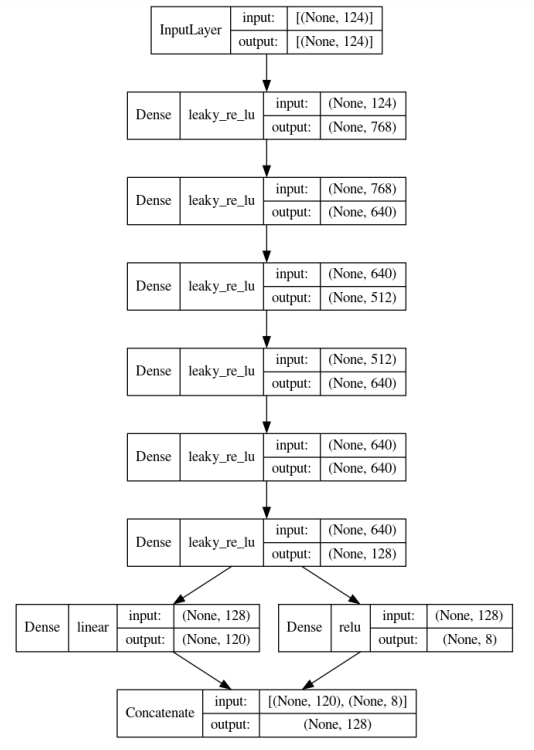 InputLayer input: [(None, 124)]
output: [(None, 124)]
Dense leaky_re_lu input: (None, 124)
output: (None, 768)
Dense leaky_re_lu input: (None, 768)
output: (None, 640)
Dense leaky_re_lu input: (None, 640)
output: (None, 512)
Dense leaky_re_lu input: (None, 512)
output: (None, 640)
Dense leaky_re_lu input: (None, 640)
output: (None, 640)
Dense leaky_re_lu input: (None, 640)
output: (None, 128)
Dense linear input: (None, 128)
output: (None, 120)
Dense relu input: (None, 128)
output: (None, 8)
Concatenate input: [(None, 120), (None, 8)]
output: (None, 128)